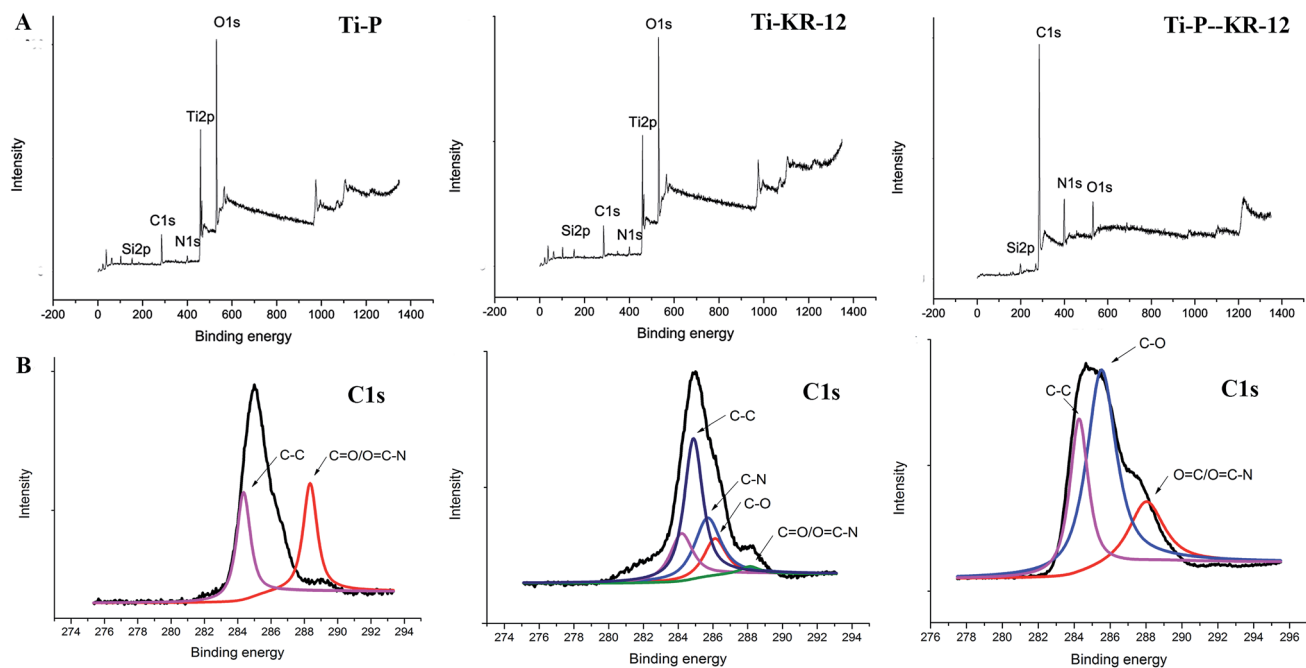 A
Ti-P
O1s
Ti2p
C1s
Si2p
N1s
Intensity
-200 0 200 400 600 800 1000 1200 1400
Binding energy
Ti-KR-12
O1s
Ti2p
C1s
Si2p
N1s
Intensity
-200 0 200 400 600 800 1000 1200 1400
Binding energy
Ti-P--KR-12
C1s
N1s
O1s
Si2p
Intensity
-200 0 200 400 600 800 1000 1200 1400
Binding energy
B
C1s
C-C
C=O/O=C-N
Intensity
274 276 278 280 282 284 286 288 290 292 294
Binding energy
C1s
C-C
C-N
C-O
C=O/O=C-N
Intensity
274 276 278 280 282 284 286 288 290 292 294
Binding energy
C1s
C-O
C-C
O=C/O=C-N
Intensity
276 278 280 282 284 286 288 290 292 294 296
Binding energy